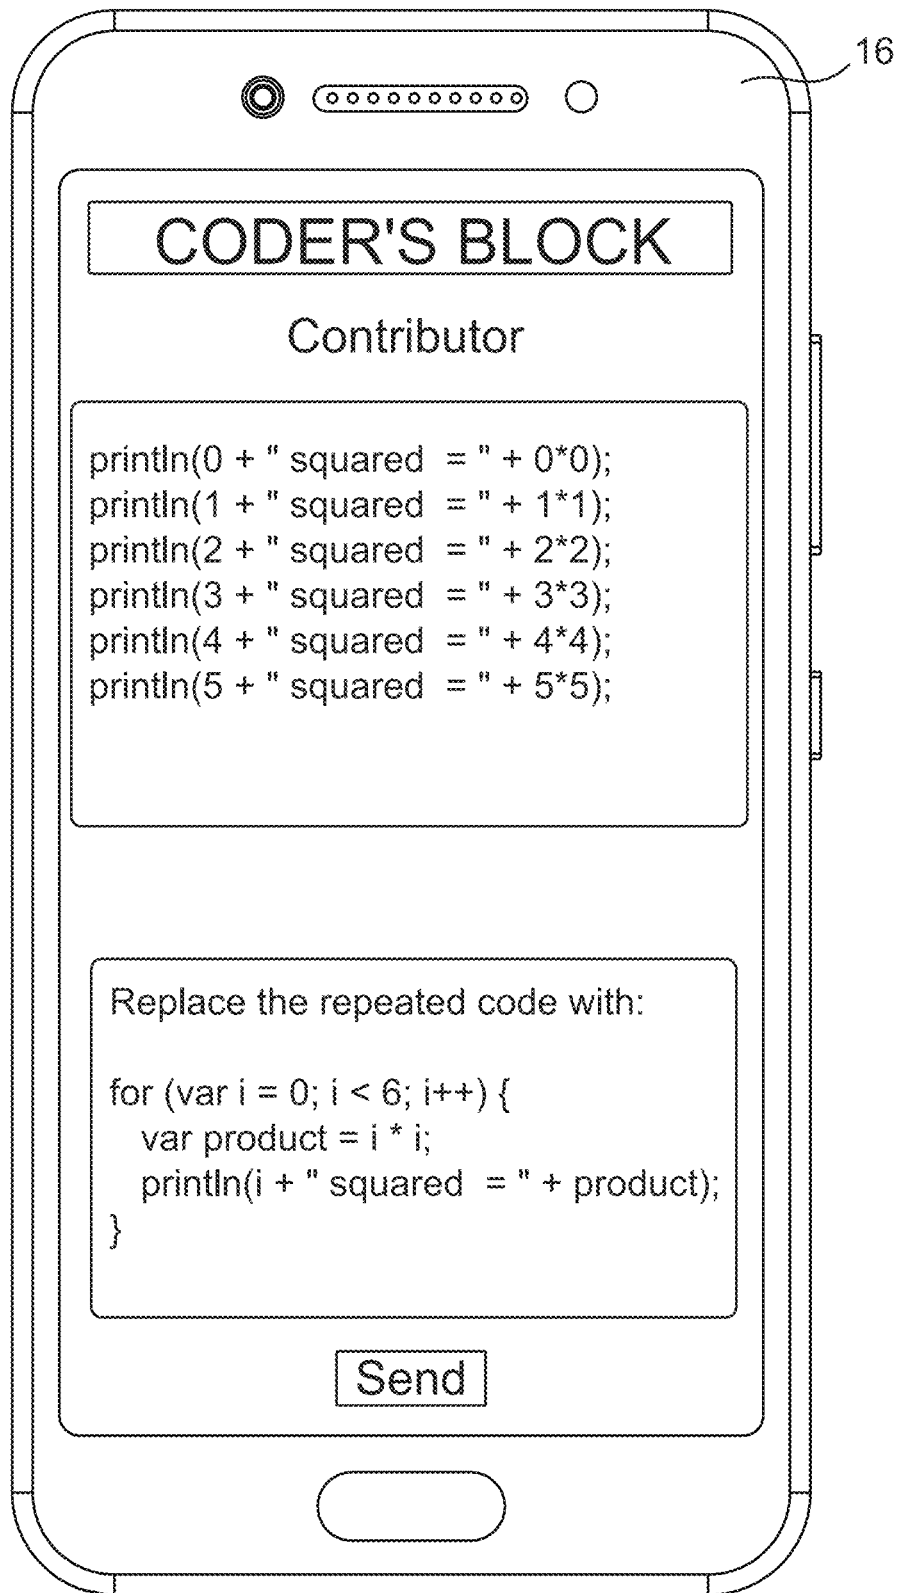 16
CODER'S BLOCK
Contributor
println(0 + " squared  = " + 0*0);
println(1 + " squared  = " + 1*1);
println(2 + " squared  = " + 2*2);
println(3 + " squared  = " + 3*3);
println(4 + " squared  = " + 4*4);
println(5 + " squared  = " + 5*5);
Replace the repeated code with:
for (var i = 0; i < 6; i++) {
  var product = i * i;
  println(i + " squared  = " + product);
}
Send